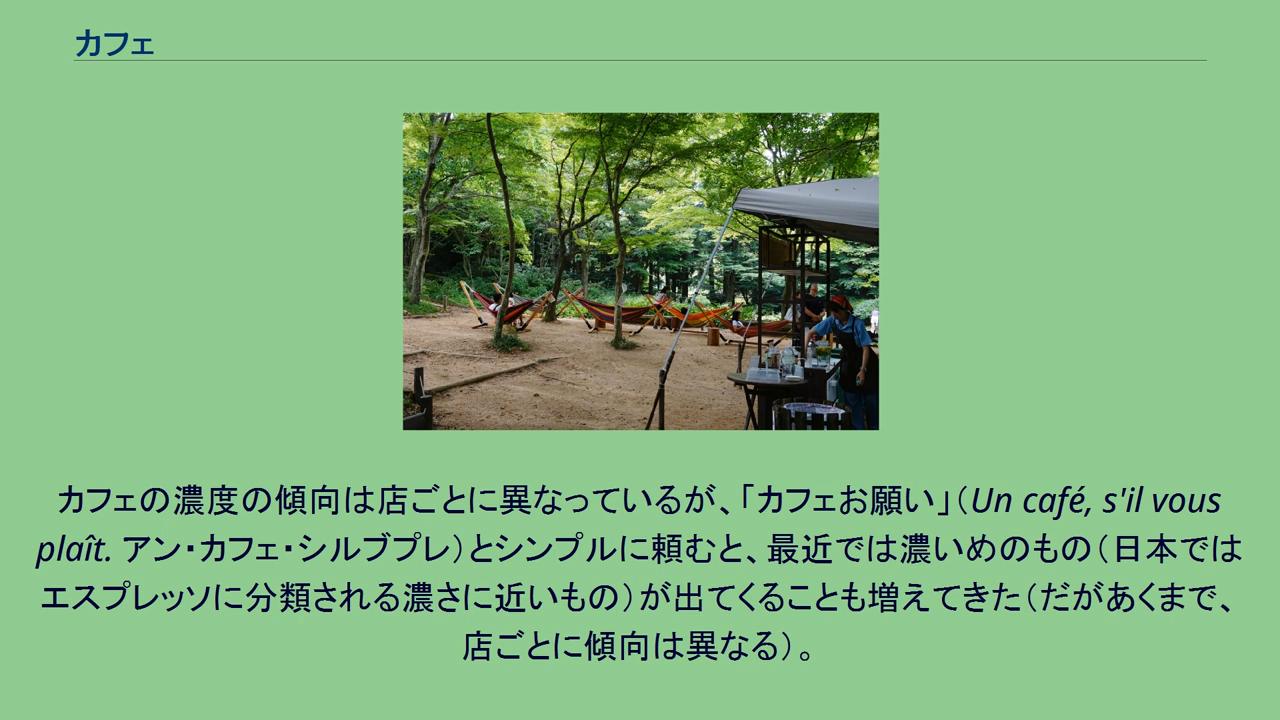 カフェ
カフェの濃度の傾向は店ごとに異なっているが、「カフェお願い」（Un café, s'il vous
plaît. アン・カフェ・シルブプレ）とシンプルに頼むと、最近では濃いめのもの（日本では
エスプレッソに分類される濃さに近いもの）が出てくることも増えてきた（だがあくまで、
店ごとに傾向は異なる）。